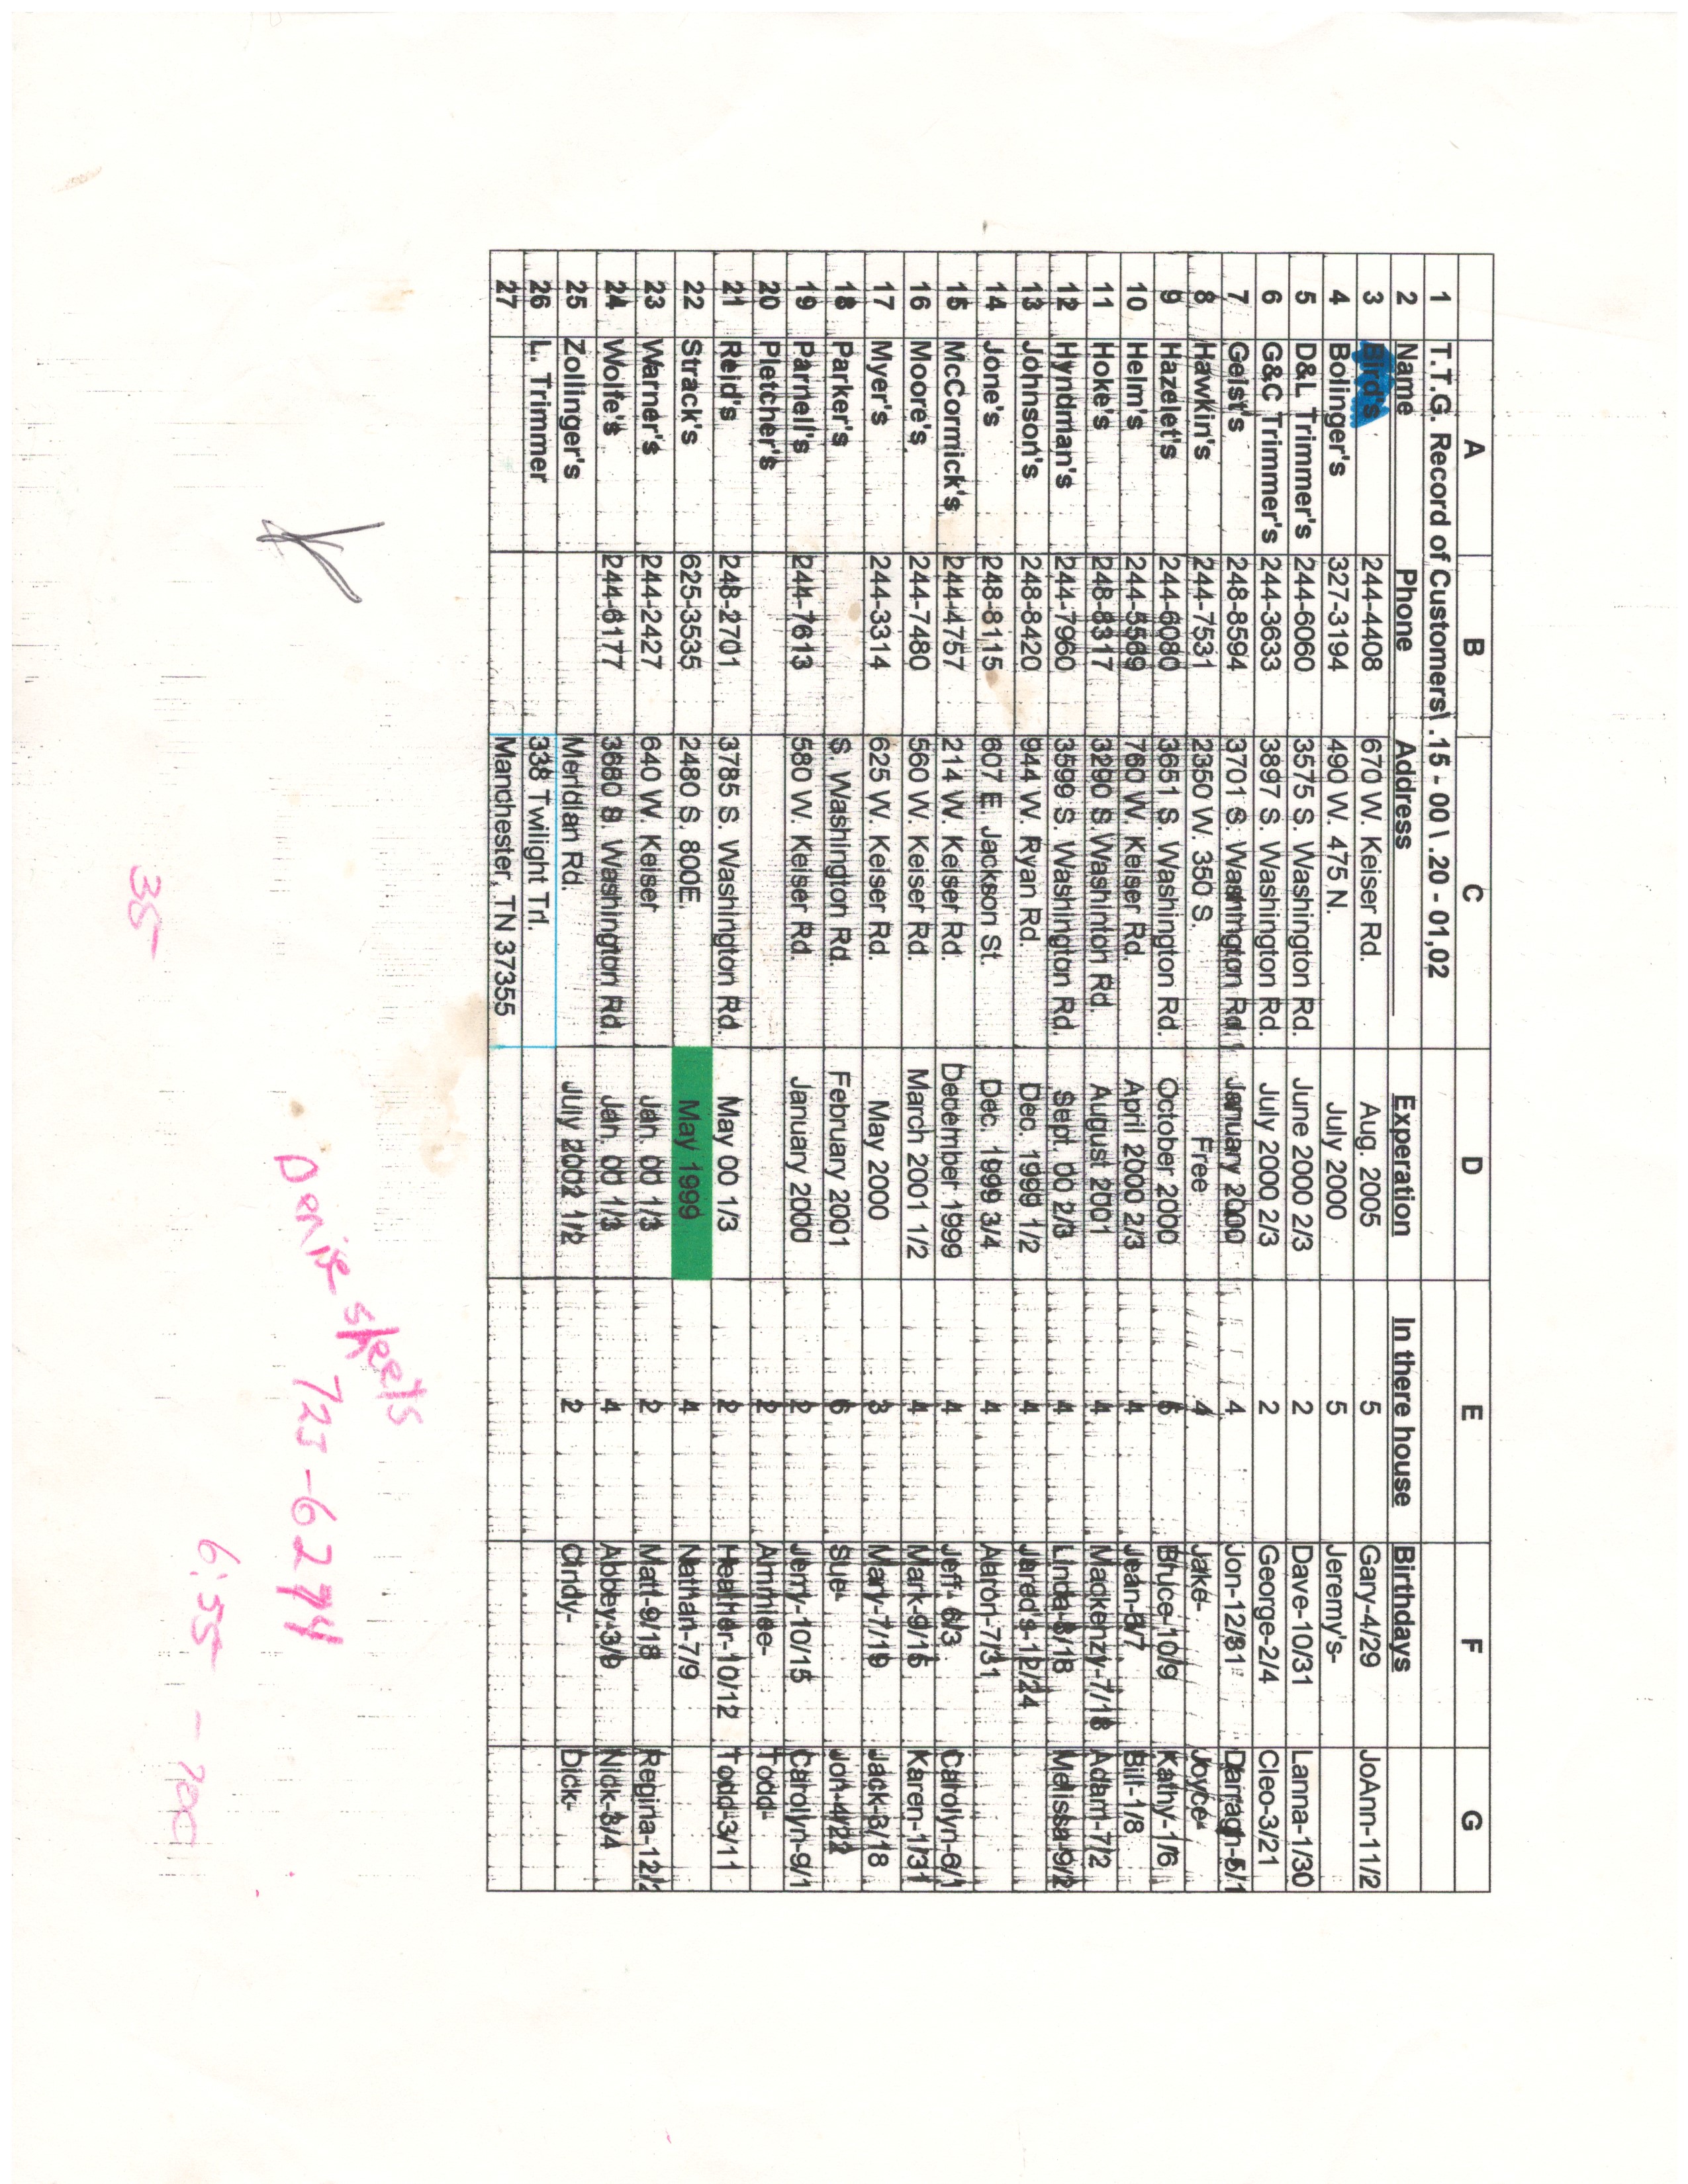 A B C D E F G
1 T.T.G. Record of Customers\ .15 - 00 \ .20 - 01,02
2 Name Phone Address Experation In there house Birthdays
3 Bird's 244-4408 670 W. Keiser Rd. Aug. 2005 5 Gary-4/29 JoAnn-11/2
4 Bolinger's 327-3194 490 W. 475 N. July 2000 5 Jeremy's-
5 D&L Trimmer's 244-6060 3575 S. Washington Rd. June 2000 2/3 2 Dave-10/31 Lanna-1/30
6 G&C Trimmer's 244-3633 3897 S. Washington Rd. July 2000 2/3 2 George-2/4 Cleo-3/21
7 Geist's 248-8594 3701 S. Washington Rd. January 2000 4 Jon-12/31 Darragh-5/1
8 Hawkin's 244-7531 2350 W. 350 S. Free 4 Jake- Joyce-
9 Hazelet's 244-6080 3651 S. Washington Rd. October 2000 5 Bruce-10/9 Kathy-1/6
10 Helm's 244-5569 760 W. Keiser Rd. April 2000 2/3 4 Jean-6/7 Bill-1/8
11 Hoke's 248-8317 3290 S.Washinton Rd. August 2001 4 Mackenzy-7/18 Adam-7/2
12 Hyndman's 244-7960 3599 S. Washington Rd. Sept. 00 2/3 4 Linda-8/18 Melissa-9/2
13 Johnson's 248-8420 944 W. Ryan Rd. Dec. 1999 1/2 4 Jared's-12/24
14 Jone's 248-8115 607 E. Jackson St. Dec. 1999 3/4 4 Aaron-7/31
15 McCormick's 244-4757 214 W. Keiser Rd. December 1999 4 Jeff- 6/3 Carolyn-6/1
16 Moore's 244-7480 560 W. Keiser Rd. March 2001 1/2 4 Mark-9/15 Karen-1/31
17 Myer's 244-3314 625 W. Keiser Rd. May 2000 3 Mary-7/19 Jack-3/18
18 Parker's S. Washington Rd. February 2001 6 Sue- Jon-4/22
19 Parnell's 244-7613 580 W. Keiser Rd. January 2000 2 Jerry-10/15 Carolyn-9/1
20 Pletcher's 2 Ammiee- Todd-
21 Reid's 248-2701 3785 S. Washington Rd. May 00 1/3 2 Heather-10/12 Todd-3/11
22 Strack's 625-3535 2480 S. 800E. May 1999 4 Nathan-7/9
23 Warner's 244-2427 640 W. Keiser Jan. 00 1/3 2 Matt-9/18 Regina-12/2
24 Wolfe's 244-6177 3660 S. Washington Rd. Jan. 00 1/3 4 Abbey-3/9 Nick-3/4
25 Zollinger's Meridian Rd. July 2002 1/2 2 Cindy- Dick-
26 L. Trimmer 338 Twilight Trl.
27 Manchester, TN 37355
Denise sheets
723-6274
6:55 - 700
35